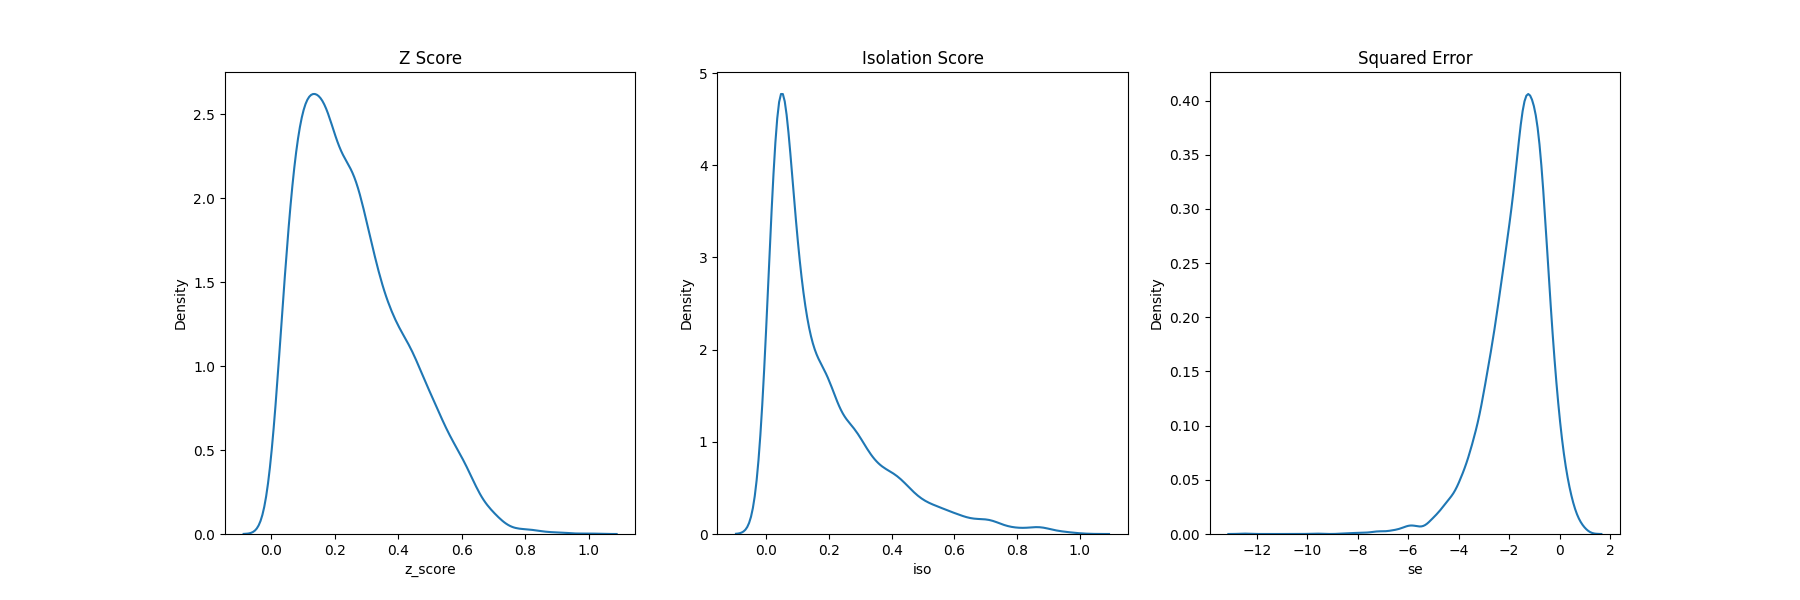 Z Score
Density
0.0
0.5
1.0
1.5
2.0
2.5
0.0 0.2 0.4 0.6 0.8 1.0
z_score
Isolation Score
Density
0
1
2
3
4
5
0.0 0.2 0.4 0.6 0.8 1.0
iso
Squared Error
Density
0.00
0.05
0.10
0.15
0.20
0.25
0.30
0.35
0.40
−12 −10 −8 −6 −4 −2 0 2
se